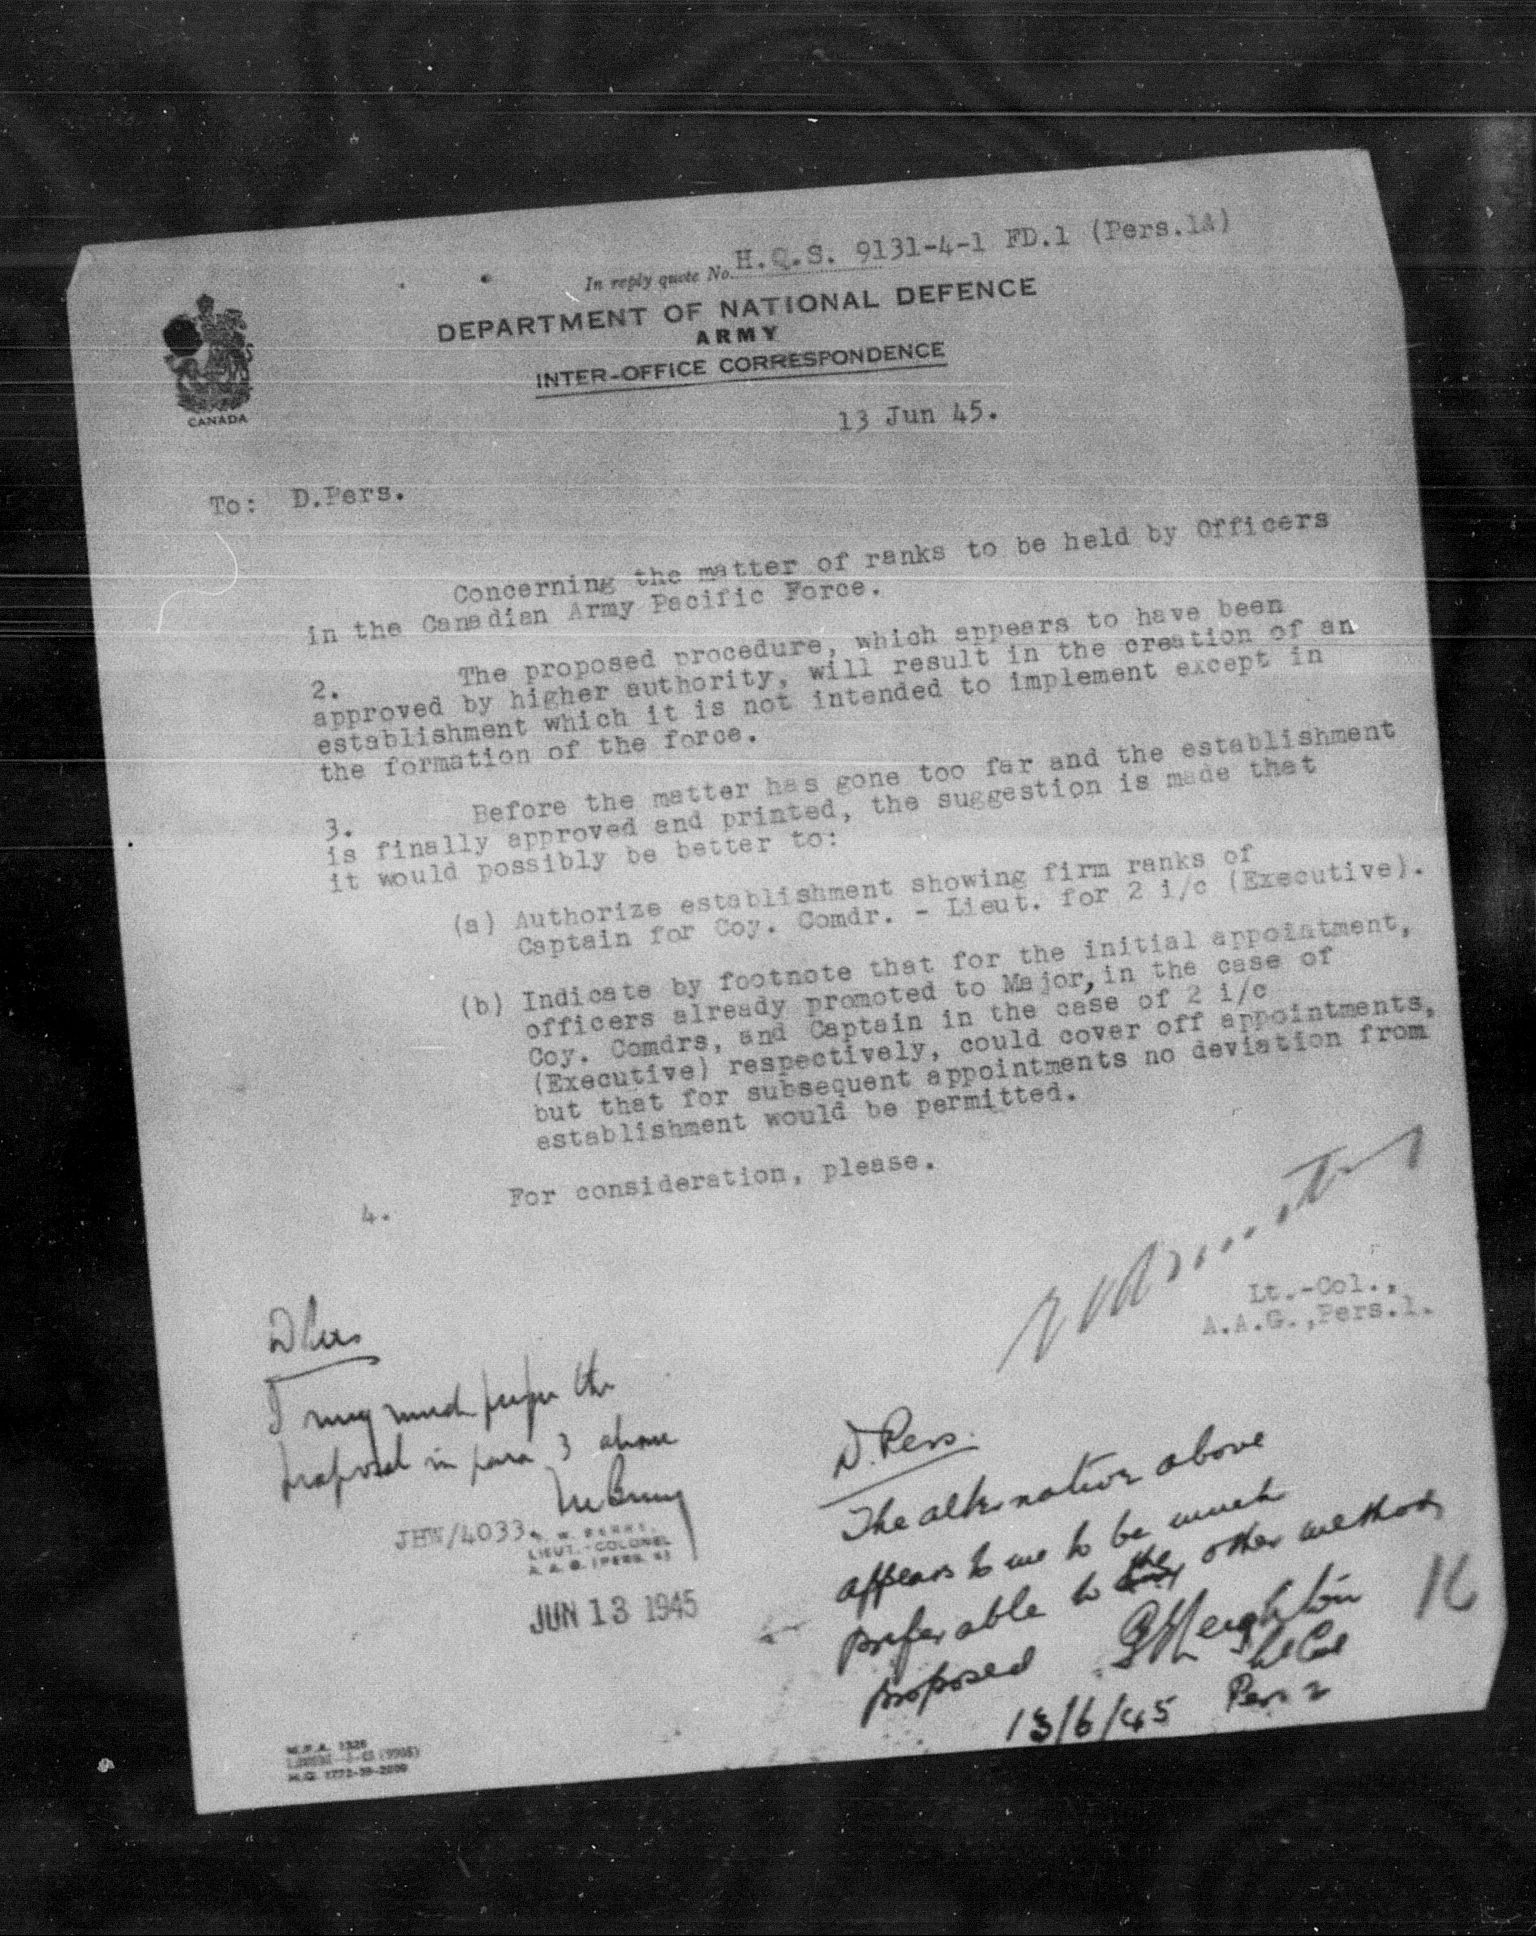 In reply quote No. H.Q.S. 9131-4-1 FD.1 (Pers.1A)
DEPARTMENT OF NATIONAL DEFENCE
ARMY
INTER-OFFICE CORRESPONDENCE
CANADA
13 Jun 45.
To: D.Pers.
Concerning the matter of ranks to be held by Officers
in the Canadian Army Pacific Force.
2. The proposed procedure, which appears to have been
approved by higher authority, will result in the creation of an
establishment which it is not intended to implement except in
the formation of the force.
3. Before the matter has gone too far and the establishment
is finally approved and printed, the suggestion is made that
it would possibly be better to:
(a) Authorize establishment showing firm ranks of
Captain for Coy. Comdr. - Lieut. for 2 i/c (Executive).
(b) Indicate by footnote that for the initial appointment,
officers already promoted to Major, in the case of
Coy. Comdrs, and Captain in the case of 2 i/c
(Executive) respectively, could cover off appointments,
but that for subsequent appointments no deviation from
establishment would be permitted.
4. For consideration, please.
Lt.-Col.,
A.A.G.,Pers.1.
D Pers
I very much prefer the
proposal in para 3 above
JHW/4033.
LIEUT.-COLONEL
A. A. G. (PERS.
JUN 13 1945
D. Pers.
The alternative above
appears to me to be much
preferable to the other methods
proposed
Lt Col
Pers 2
13/6/45
16
H.Q. 1772-39-